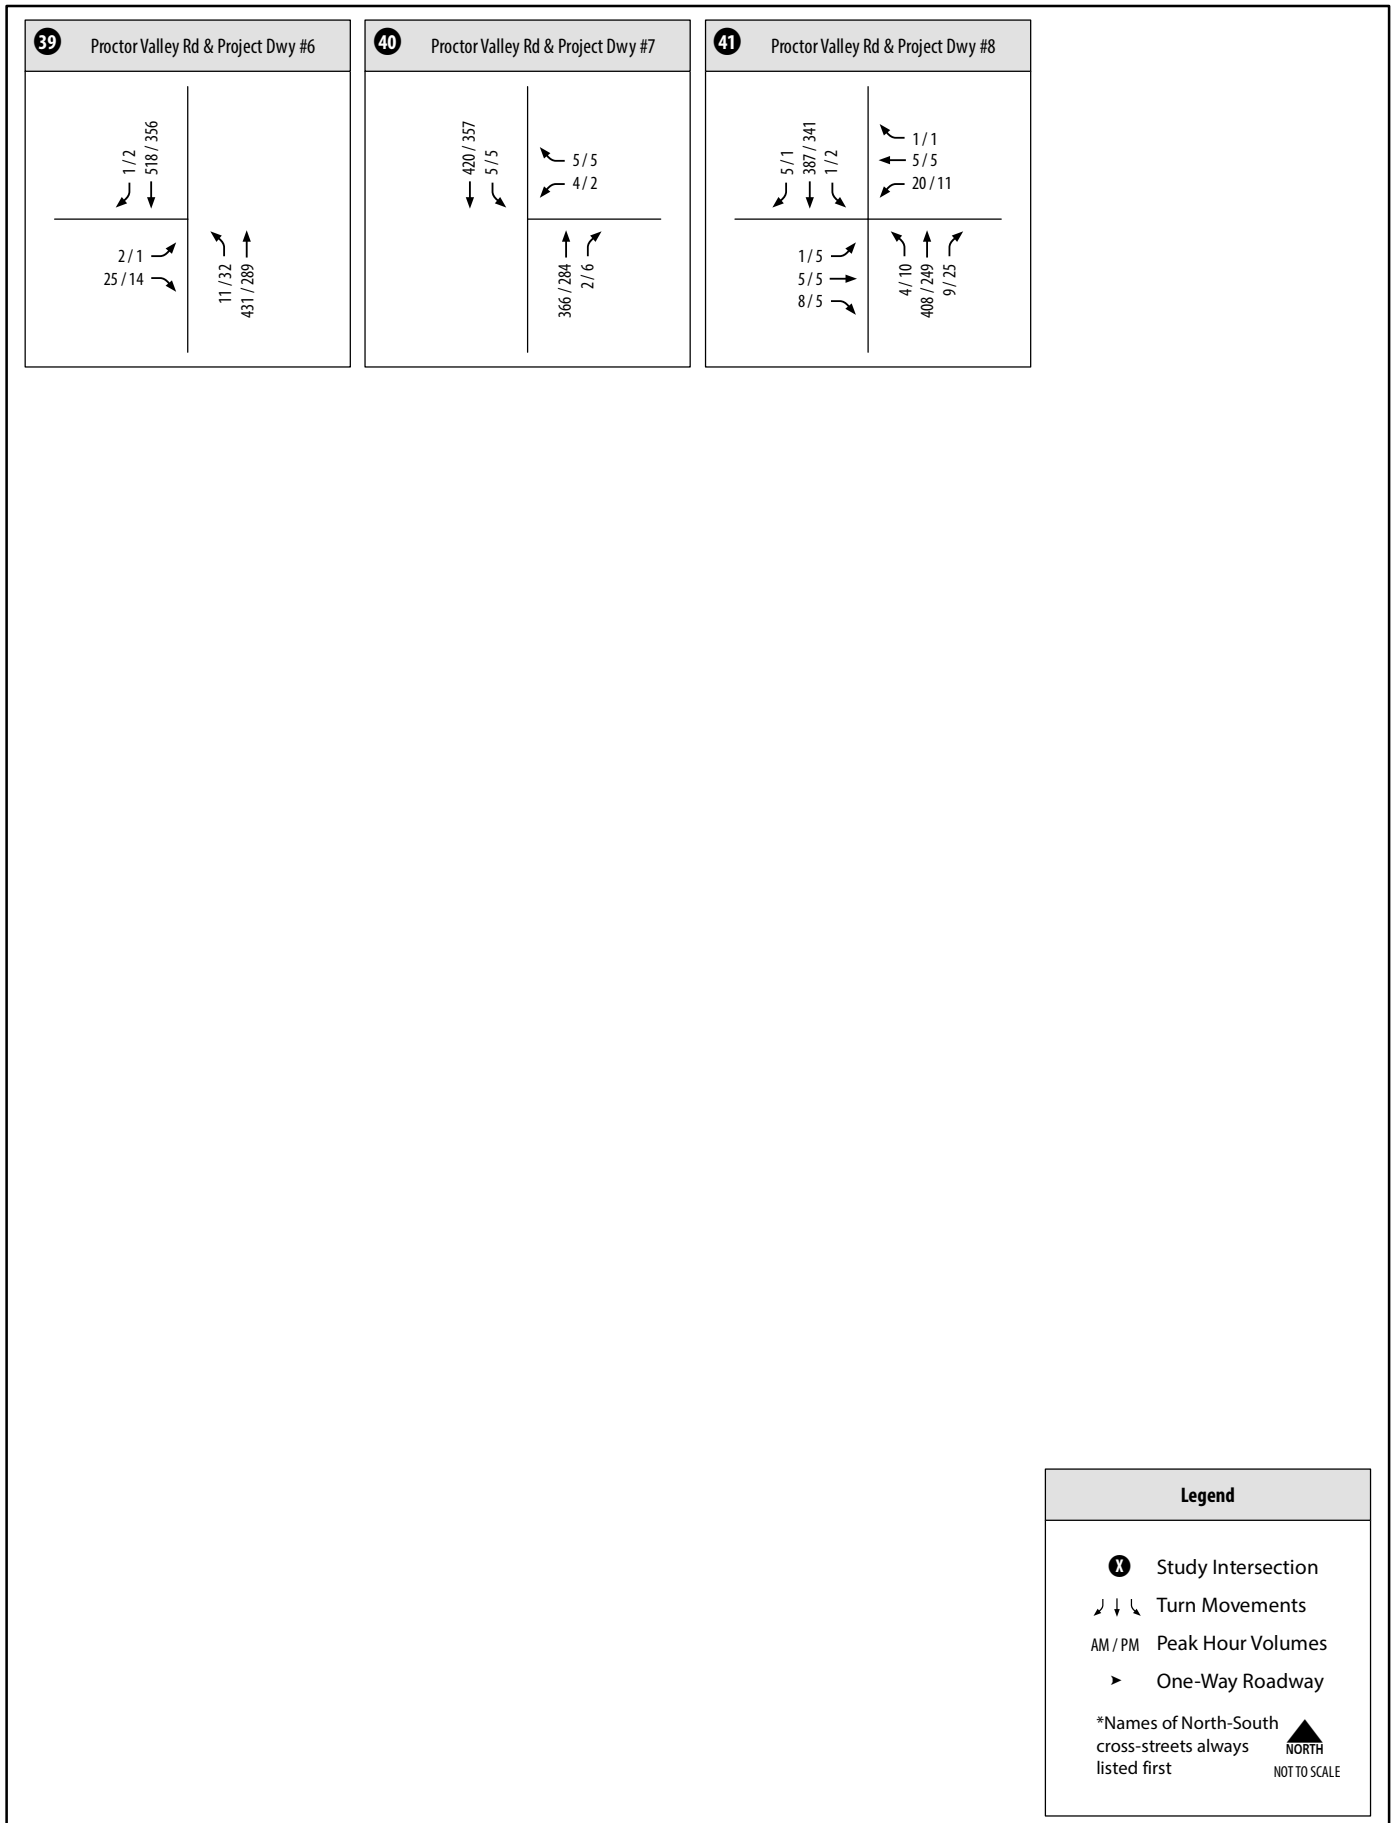 39 Proctor Valley Rd & Project Dwy #6
1 / 2
518 / 356
2 / 1
25 / 14
11 / 32
431 / 289
40 Proctor Valley Rd & Project Dwy #7
420 / 357
5 / 5
5 / 5
4 / 2
366 / 284
2 / 6
41 Proctor Valley Rd & Project Dwy #8
5 / 1
387 / 341
1 / 2
1 / 1
5 / 5
20 / 11
1 / 5
5 / 5
8 / 5
4 / 10
408 / 249
9 / 25
Legend
X Study Intersection
Turn Movements
AM / PM Peak Hour Volumes
One-Way Roadway
*Names of North-South
cross-streets always
listed first
NORTH
NOT TO SCALE